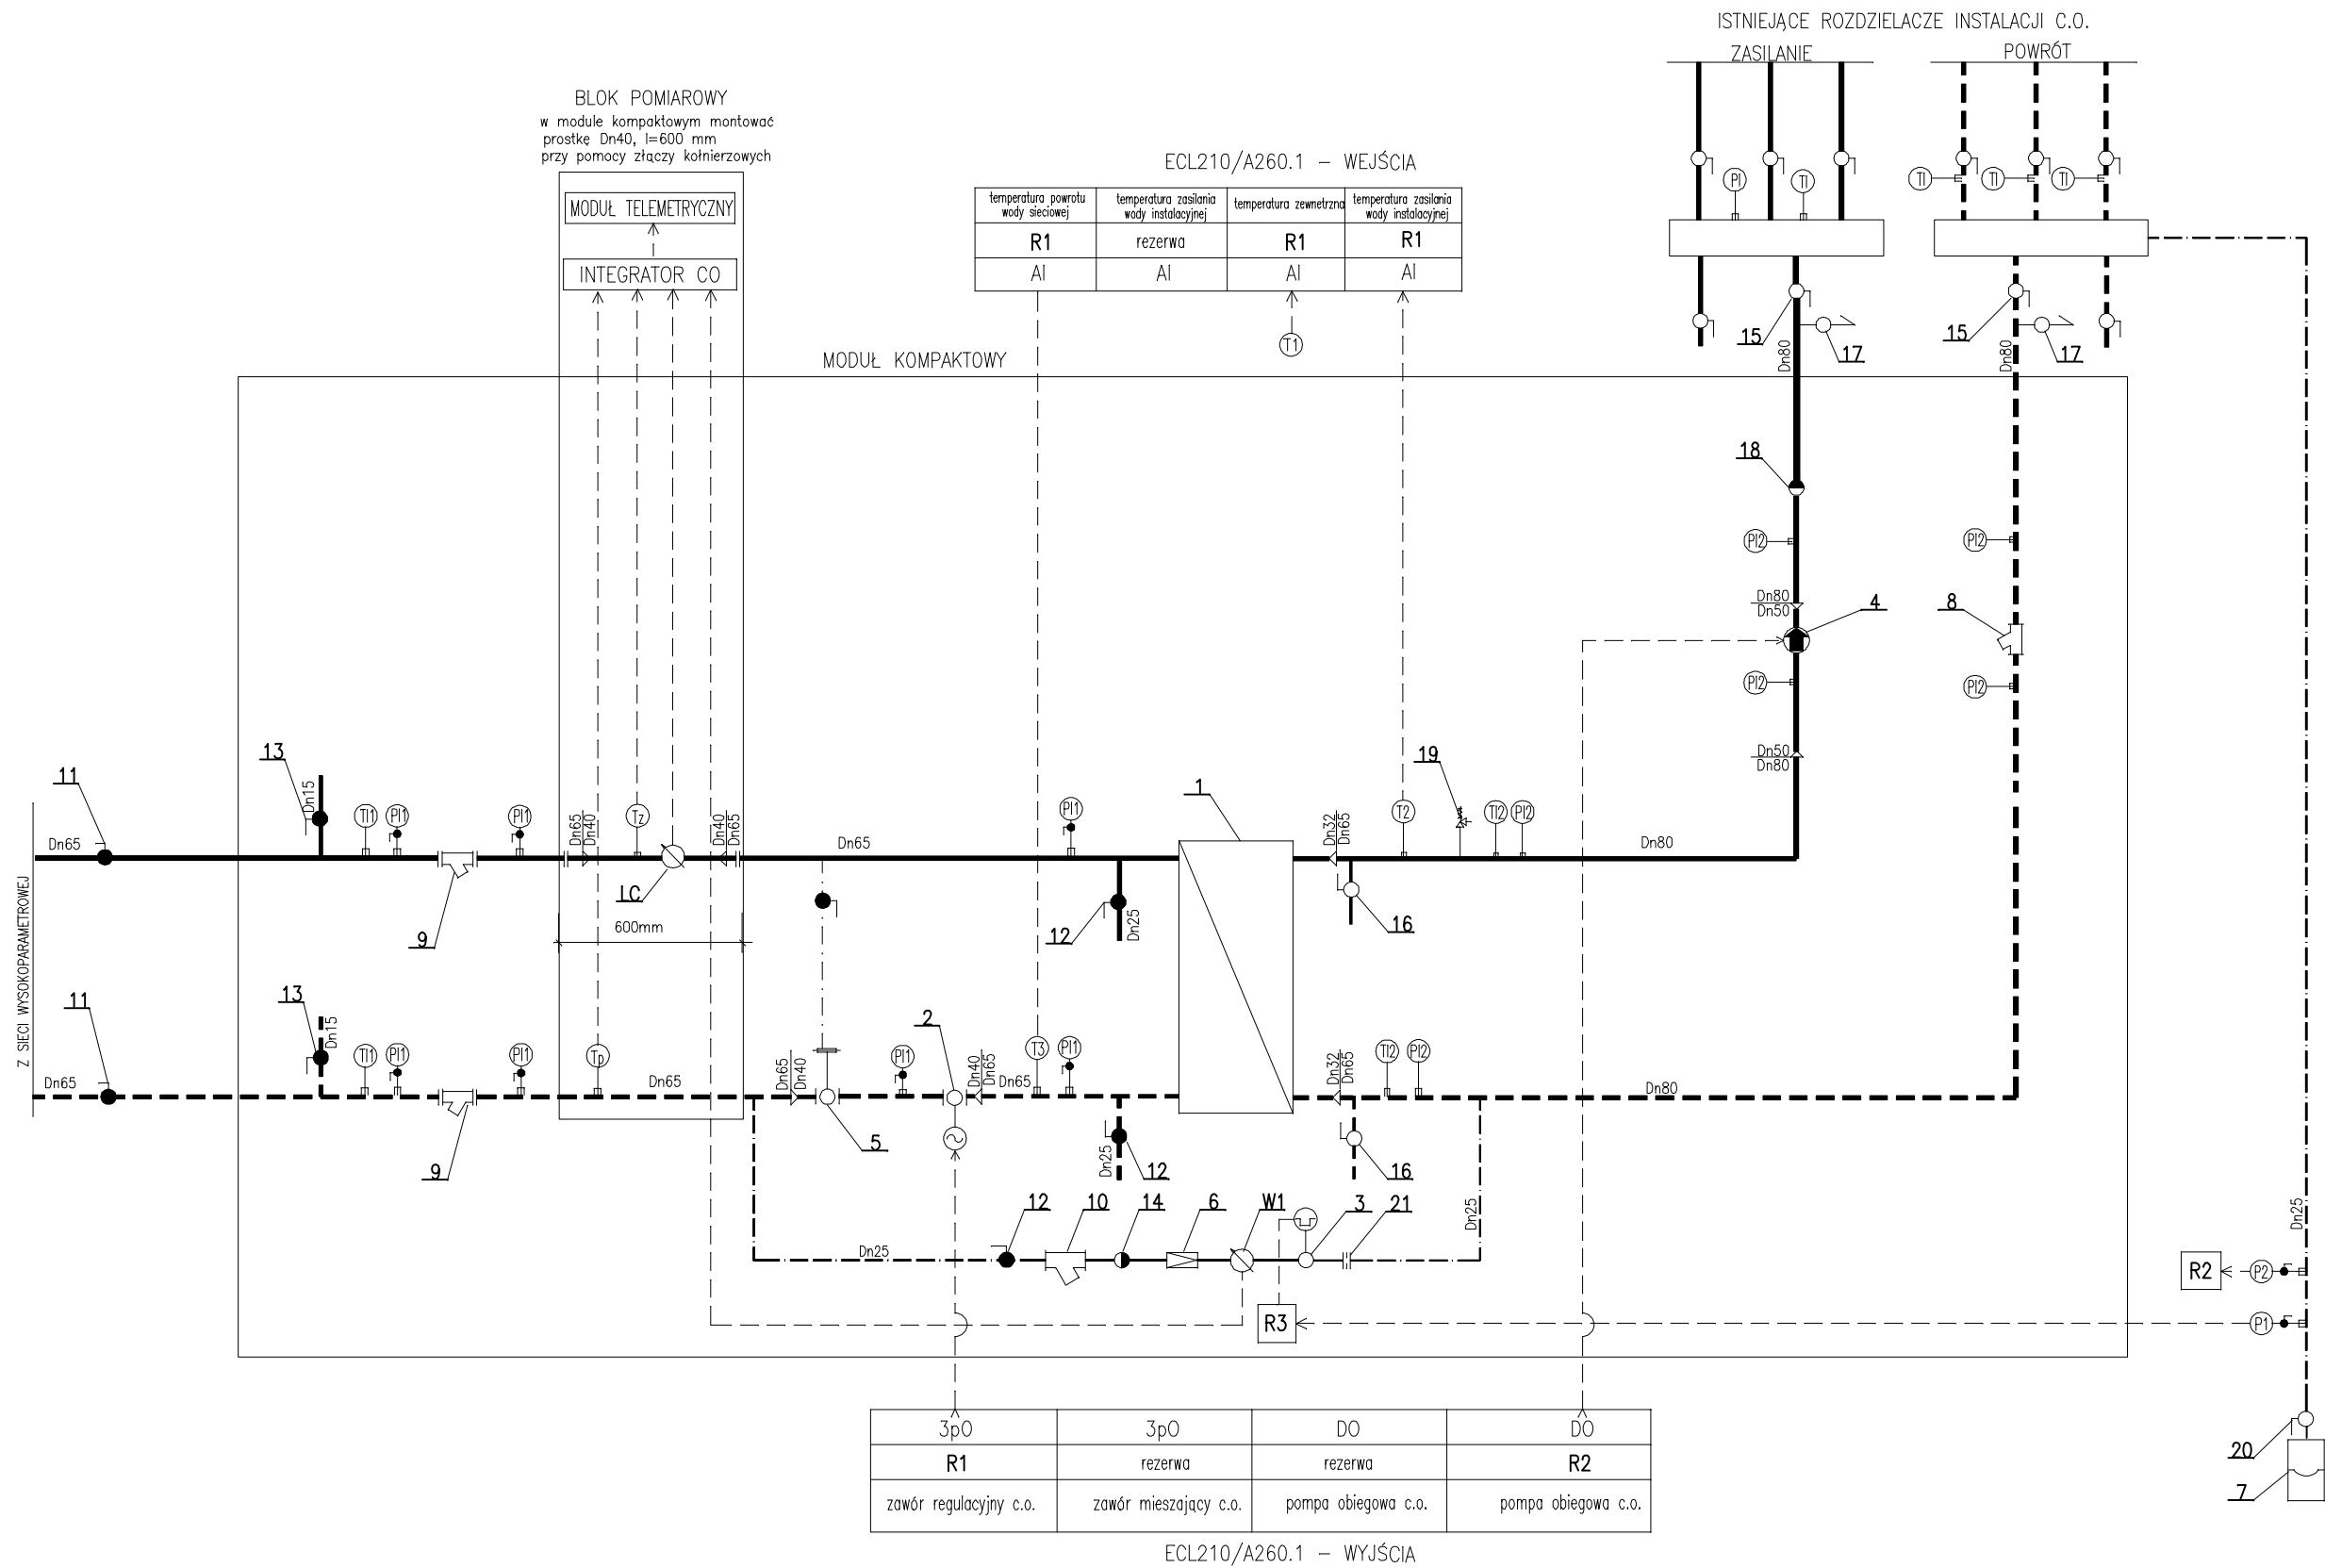 ISTNIEJĄCE ROZDZIELACZE INSTALACJI C.O.
ZASILANIE
POWRÓT
BLOK POMIAROWY
w module kompaktowym montować
prostkę Dn40, l=600 mm
przy pomocy złączy kołnierzowych
MODUŁ TELEMETRYCZNY
INTEGRATOR CO
ECL210/A260.1 – WEJŚCIA
temperatura powrotu
wody sieciowej
temperatura zasilania
wody instalacyjnej
temperatura zewnetrzna
temperatura zasilania
wody instalacyjnej
R1
rezerwa
R1
R1
AI
AI
AI
AI
T1
PI
TI
TI
TI
TI
15
17
Dn80
15
17
Dn80
MODUŁ KOMPAKTOWY
18
PI2
PI2
Dn80
Dn50
4
8
PI2
PI2
Dn50
Dn80
11
13
Dn15
TI1
PI1
PI1
Dn65
Dn40
Tz
Dn40
Dn65
PI1
1
Dn32
Dn65
T2
19
TI2
PI2
Dn65
Dn65
Dn80
Z SIECI WYSOKOPARAMETROWEJ
9
LC
600mm
12
Dn25
16
11
13
Dn15
TI1
PI1
PI1
Tp
2
PI1
T3
PI1
Dn65
Dn40
Dn40
Dn65
Dn32
Dn65
TI2
PI2
Dn65
Dn65
Dn65
Dn80
9
5
Dn25
12
16
12
10
14
6
W1
3
21
Dn25
Dn25
Dn25
R2
P2
R3
P1
20
7
3pO
3pO
DO
DO
R1
rezerwa
rezerwa
R2
zawór regulacyjny c.o.
zawór mieszający c.o.
pompa obiegowa c.o.
pompa obiegowa c.o.
ECL210/A260.1 – WYJŚCIA